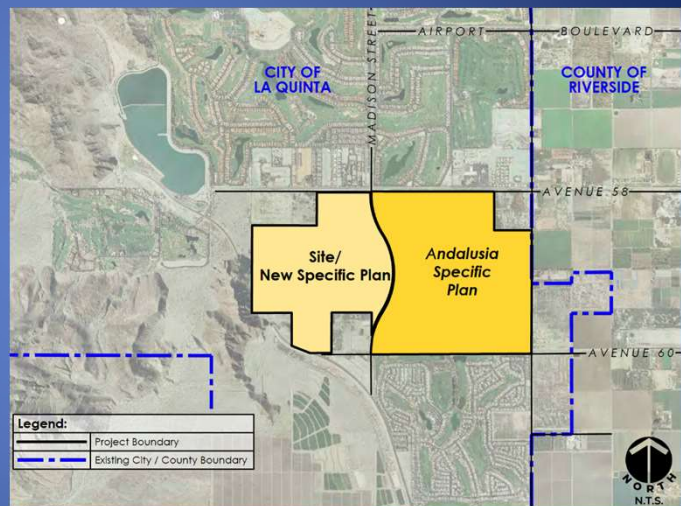 AIRPORT BOULEVARD
CITY OF
LA QUINTA
MADISON STREET
COUNTY OF
RIVERSIDE
AVENUE 58
Site/
New Specific Plan
Andalusia
Specific
Plan
AVENUE 60
Legend:
Project Boundary
Existing City / County Boundary
NORTH
N.T.S.